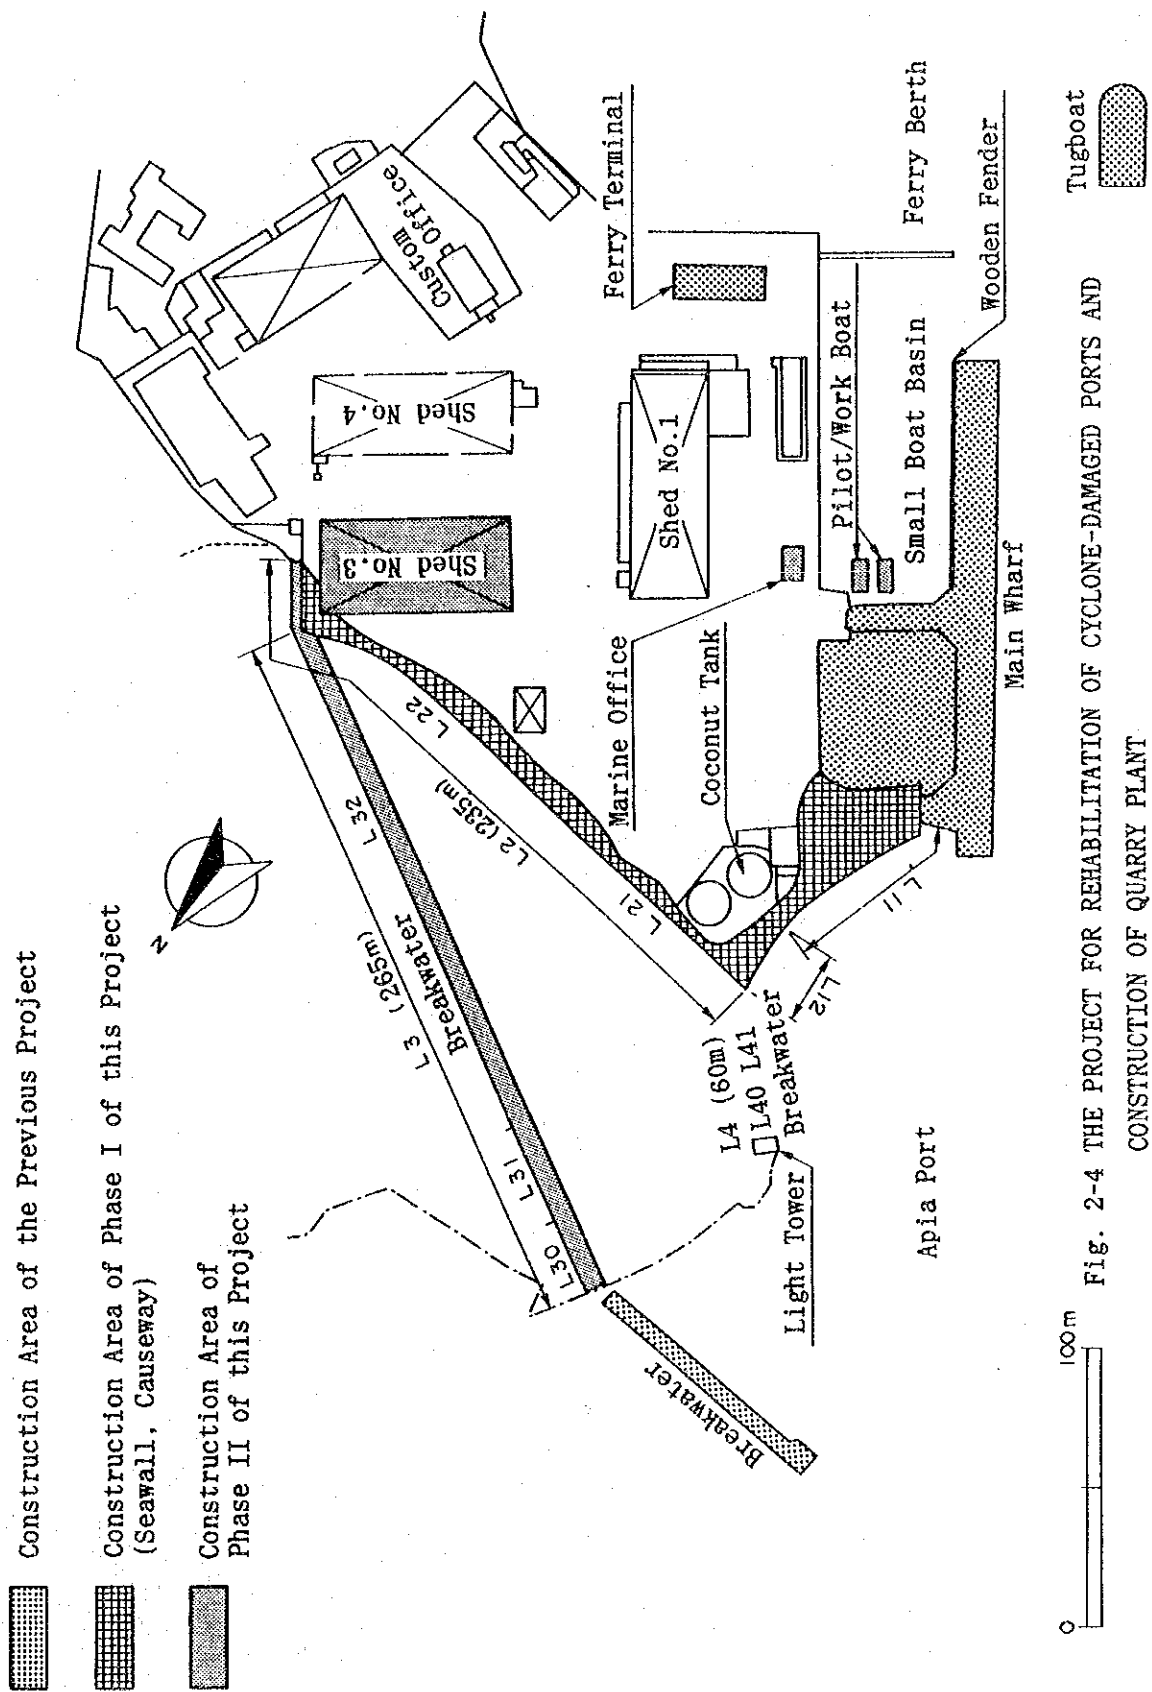 Construction Area of the Previous Project
Construction Area of Phase I of this Project
(Seawall, Causeway)
Construction Area of
Phase II of this Project
N
Custom
Office
Shed No.4
Shed No.3
Shed No.1
Ferry Terminal
Marine Office
Coconut Tank
Pilot/Work Boat
Small Boat Basin
Ferry Berth
Wooden Fender
Main Wharf
Tugboat
L3 (265m)
Breakwater
L32
L31
L30
L22
L2 (235m)
L21
L11
L12
L4 (60m)
L40 L41
Breakwater
Light Tower
Breakwater
Apia Port
0
100m
Fig. 2-4 THE PROJECT FOR REHABILITATION OF CYCLONE-DAMAGED PORTS AND
CONSTRUCTION OF QUARRY PLANT